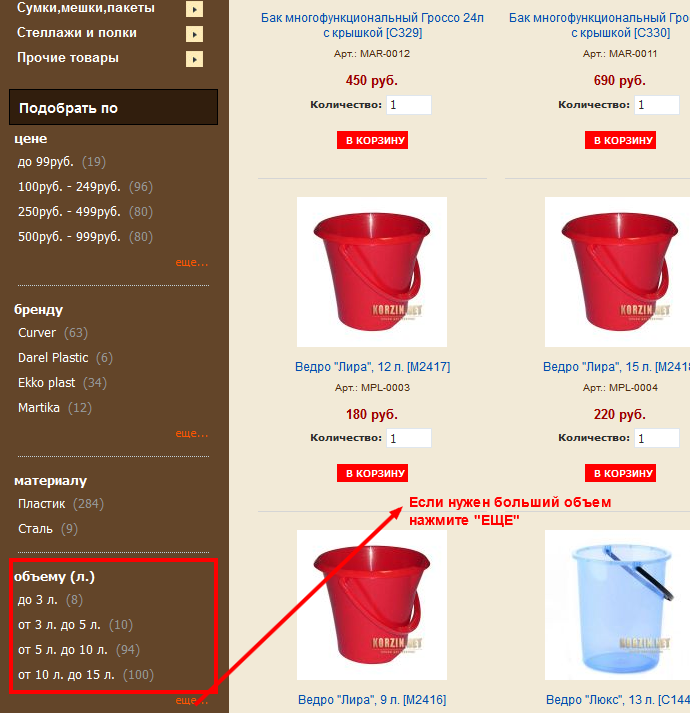 Сумки,мешки,пакеты
Стеллажи и полки
Прочие товары
Подобрать по
цене
до 99руб. (19)
100руб. - 249руб. (96)
250руб. - 499руб. (80)
500руб. - 999руб. (80)
еще...
бренду
Curver (63)
Darel Plastic (6)
Ekko plast (34)
Martika (12)
еще...
материалу
Пластик (284)
Сталь (9)
объему (л.)
до 3 л. (8)
от 3 л. до 5 л. (10)
от 5 л. до 10 л. (94)
от 10 л. до 15 л. (100)
еще...
Бак многофункциональный Гроссо 24л
с крышкой [C329]
Арт.: MAR-0012
450 руб.
Количество: 1
В КОРЗИНУ
Бак многофункциональный Гро
с крышкой [C330]
Арт.: MAR-0011
690 руб.
Количество: 1
В КОРЗИНУ
KORZIN.NET
Ведро "Лира", 12 л. [M2417]
Арт.: MPL-0003
180 руб.
Количество: 1
В КОРЗИНУ
KORZIN.NET
Ведро "Лира", 15 л. [M2418
Арт.: MPL-0004
220 руб.
Количество: 1
В КОРЗИНУ
Если нужен больший объем
нажмите "ЕЩЕ"
KORZIN.NET
Ведро "Лира", 9 л. [M2416]
KORZIN.NET
Ведро "Люкс", 13 л. [C144